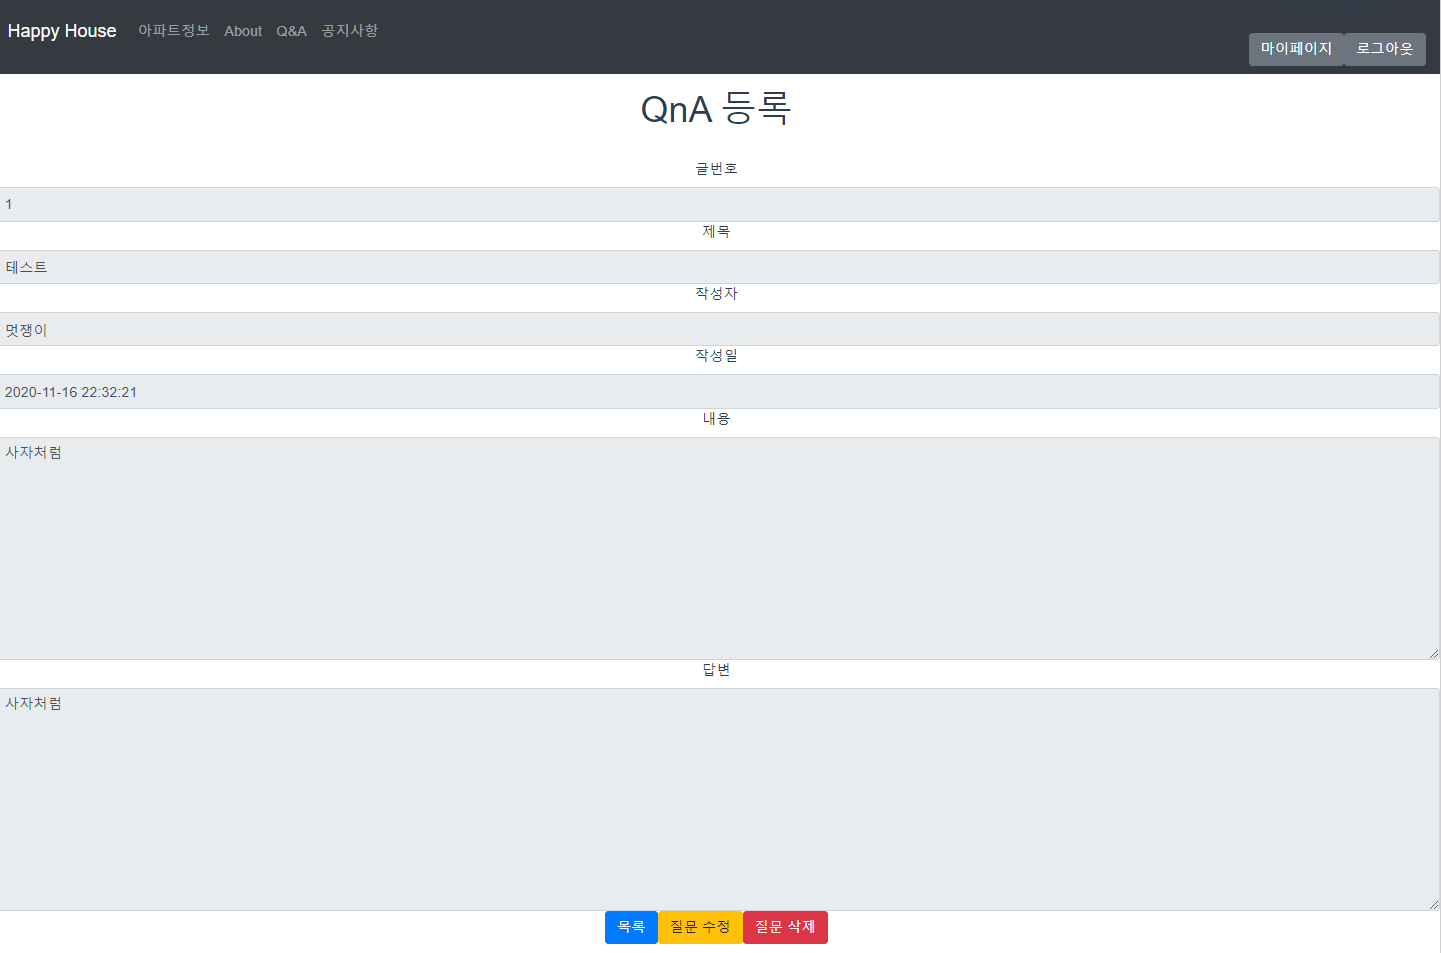 Happy House 아파트정보 About Q&A 공지사항
마이페이지 로그아웃
QnA 등록
글번호
1
제목
테스트
작성자
멋쟁이
작성일
2020-11-16 22:32:21
내용
사자처럼
답변
사자처럼
목록 질문 수정 질문 삭제